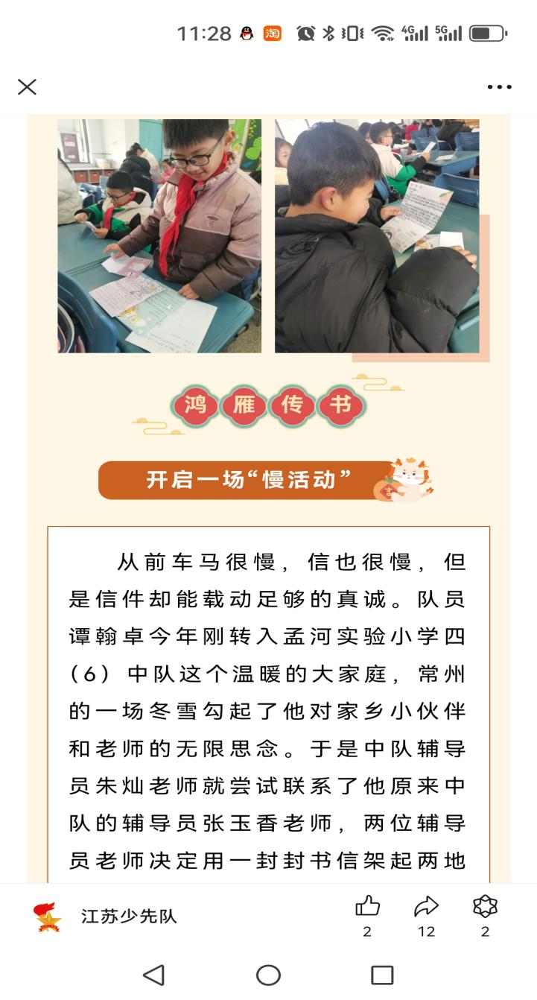 11:28
淘
4G
5G
鸿雁传书
开启一场“慢活动”
从前车马很慢，信也很慢，但
是信件却能载动足够的真诚。队员
谭翰卓今年刚转入孟河实验小学四
（6）中队这个温暖的大家庭，常州
的一场冬雪勾起了他对家乡小伙伴
和老师的无限思念。于是中队辅导
员朱灿老师就尝试联系了他原来中
队的辅导员张玉香老师，两位辅导
员老师决定用一封封书信架起两地
江苏少先队
2
12
2